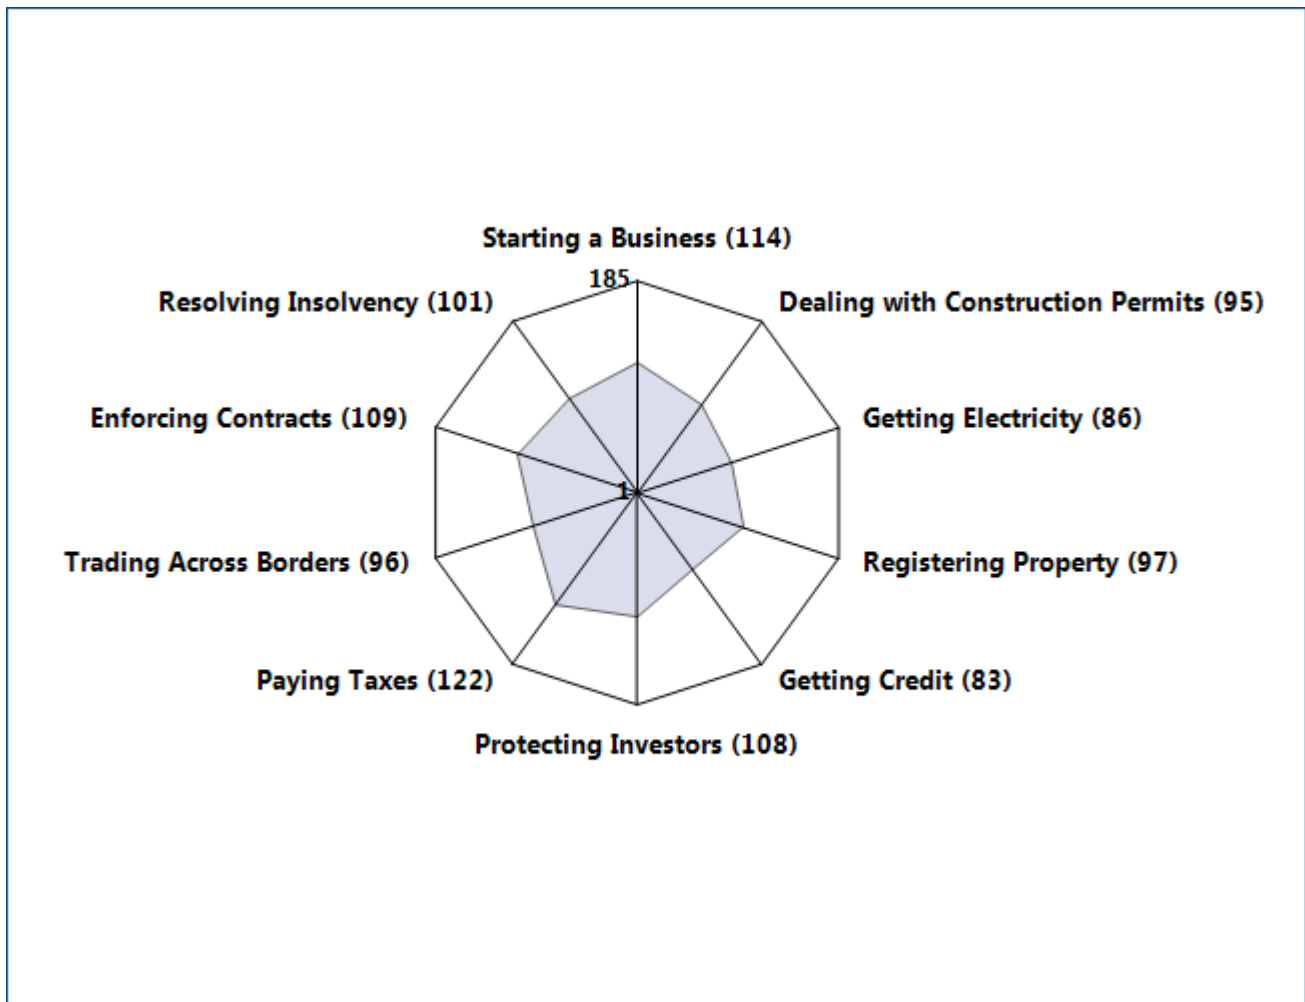 Starting a Business (114)
185
Resolving Insolvency (101)
Dealing with Construction Permits (95)
Enforcing Contracts (109)
Getting Electricity (86)
1
Trading Across Borders (96)
Registering Property (97)
Paying Taxes (122)
Getting Credit (83)
Protecting Investors (108)